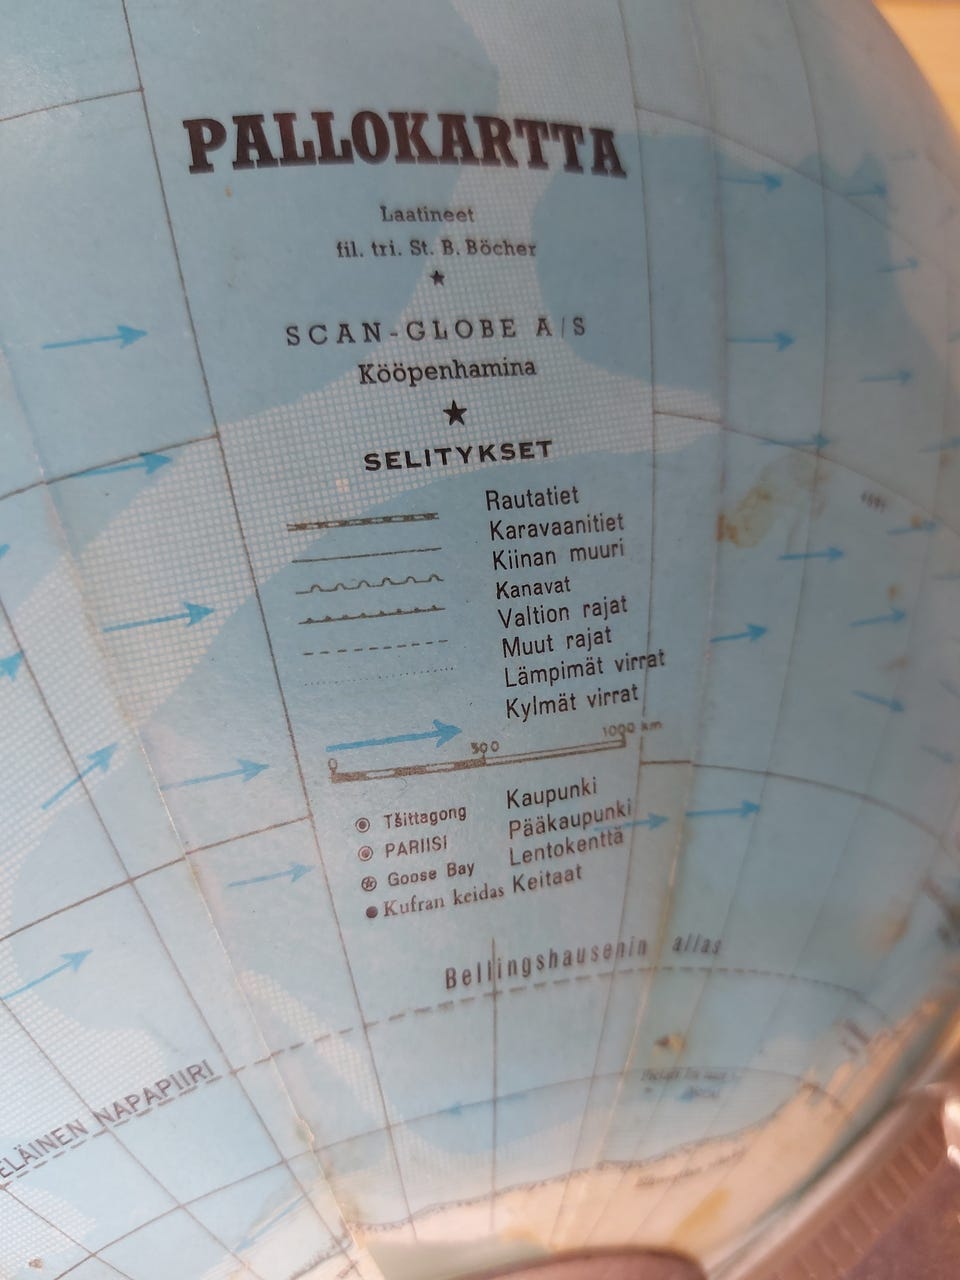 PALLOKARTTA
Laatineet
fil. tri. St. B. Böcher
SCAN-GLOBE A/S
Kööpenhamina
SELITYKSET
Rautatiet
Karavaanitiet
Kiinan muuri
Kanavat
Valtion rajat
Muut rajat
Lämpimät virrat
Kylmät virrat
0 500 1000 km
Tšittagong Kaupunki
PARIISI Pääkaupunki
Goose Bay Lentokenttä
Kufran keidas Keitaat
Bellingshausenin allas
ELÄINEN NAPAPIIRI